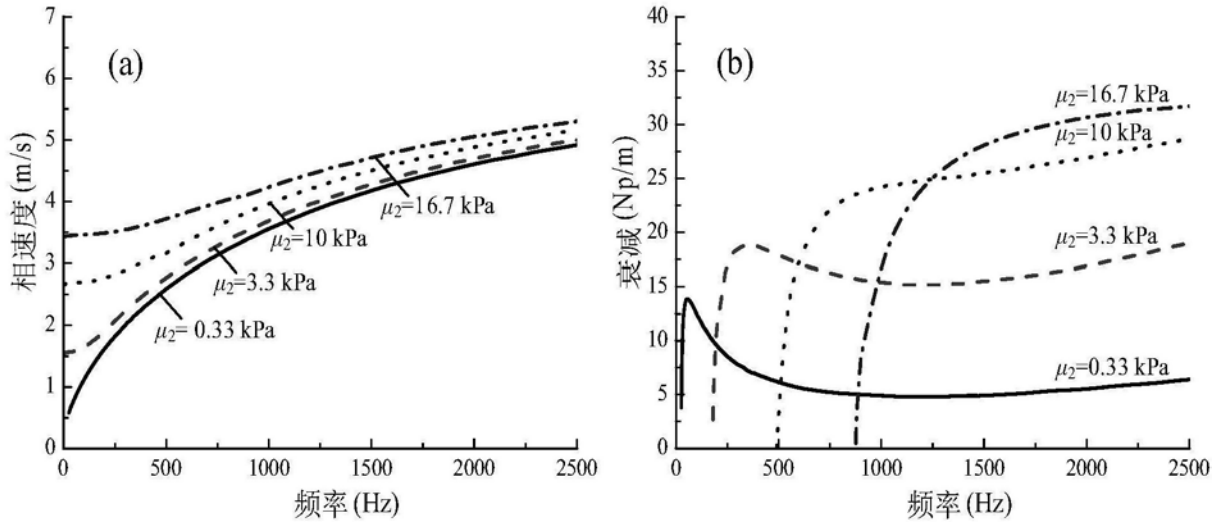 (a)
相速度 (m/s)
7
6
5
4
3
2
1
0
μ₂=16.7 kPa
μ₂=10 kPa
μ₂=3.3 kPa
μ₂= 0.33 kPa
0 500 1000 1500 2000 2500
频率 (Hz)
(b)
衰减 (Np/m)
40
35
30
25
20
15
10
5
0
μ₂=16.7 kPa
μ₂=10 kPa
μ₂=3.3 kPa
μ₂=0.33 kPa
0 500 1000 1500 2000 2500
频率 (Hz)